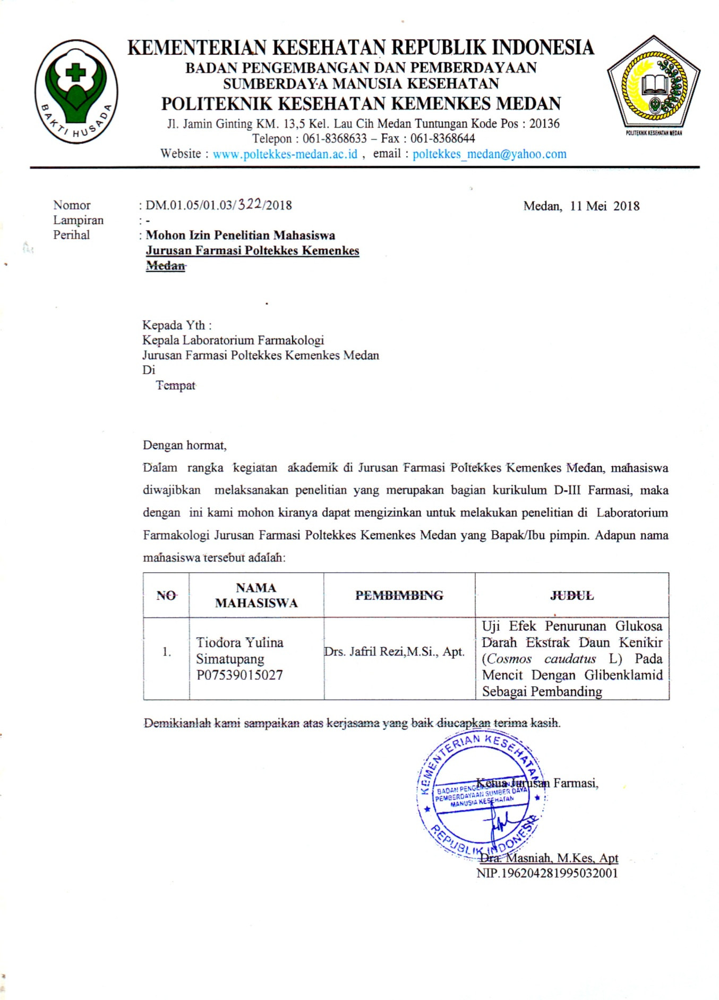 KEMENTERIAN KESEHATAN REPUBLIK INDONESIA
BADAN PENGEMBANGAN DAN PEMBERDAYAAN
SUMBERDAYA MANUSIA KESEHATAN
POLITEKNIK KESEHATAN KEMENKES MEDAN
Jl. Jamin Ginting KM. 13,5 Kel. Lau Cih Medan Tuntungan Kode Pos : 20136
Telepon : 061-8368633 – Fax : 061-8368644
Website : www.poltekkes-medan.ac.id , email : poltekkes_medan@yahoo.com
BAKTI HUSADA
POLITEKNIK KESEHATAN MEDAN
Nomor : DM.01.05/01.03/322/2018 Medan, 11 Mei 2018
Lampiran : -
Perihal : Mohon Izin Penelitian Mahasiswa
Jurusan Farmasi Poltekkes Kemenkes
Medan
Kepada Yth :
Kepala Laboratorium Farmakologi
Jurusan Farmasi Poltekkes Kemenkes Medan
Di
Tempat
Dengan hormat,
Dalam rangka kegiatan akademik di Jurusan Farmasi Poltekkes Kemenkes Medan, mahasiswa
diwajibkan melaksanakan penelitian yang merupakan bagian kurikulum D-III Farmasi, maka
dengan ini kami mohon kiranya dapat mengizinkan untuk melakukan penelitian di Laboratorium
Farmakologi Jurusan Farmasi Poltekkes Kemenkes Medan yang Bapak/Ibu pimpin. Adapun nama
mahasiswa tersebut adalah:
NO
NAMA
MAHASISWA
PEMBIMBING
JUDUL
1.
Tiodora Yulina
Simatupang
P07539015027
Drs. Jafril Rezi,M.Si., Apt.
Uji Efek Penurunan Glukosa
Darah Ekstrak Daun Kenikir
(Cosmos caudatus L) Pada
Mencit Dengan Glibenklamid
Sebagai Pembanding
Demikianlah kami sampaikan atas kerjasama yang baik diucapkan terima kasih.
Ketua Jurusan Farmasi,
KEMENTERIAN KESEHATAN
BADAN PENGEMBANGAN DAN
PEMBERDAYAAN SUMBER DAYA
MANUSIA KESEHATAN
REPUBLIK INDONESIA
Dra. Masniah, M.Kes, Apt
NIP.196204281995032001